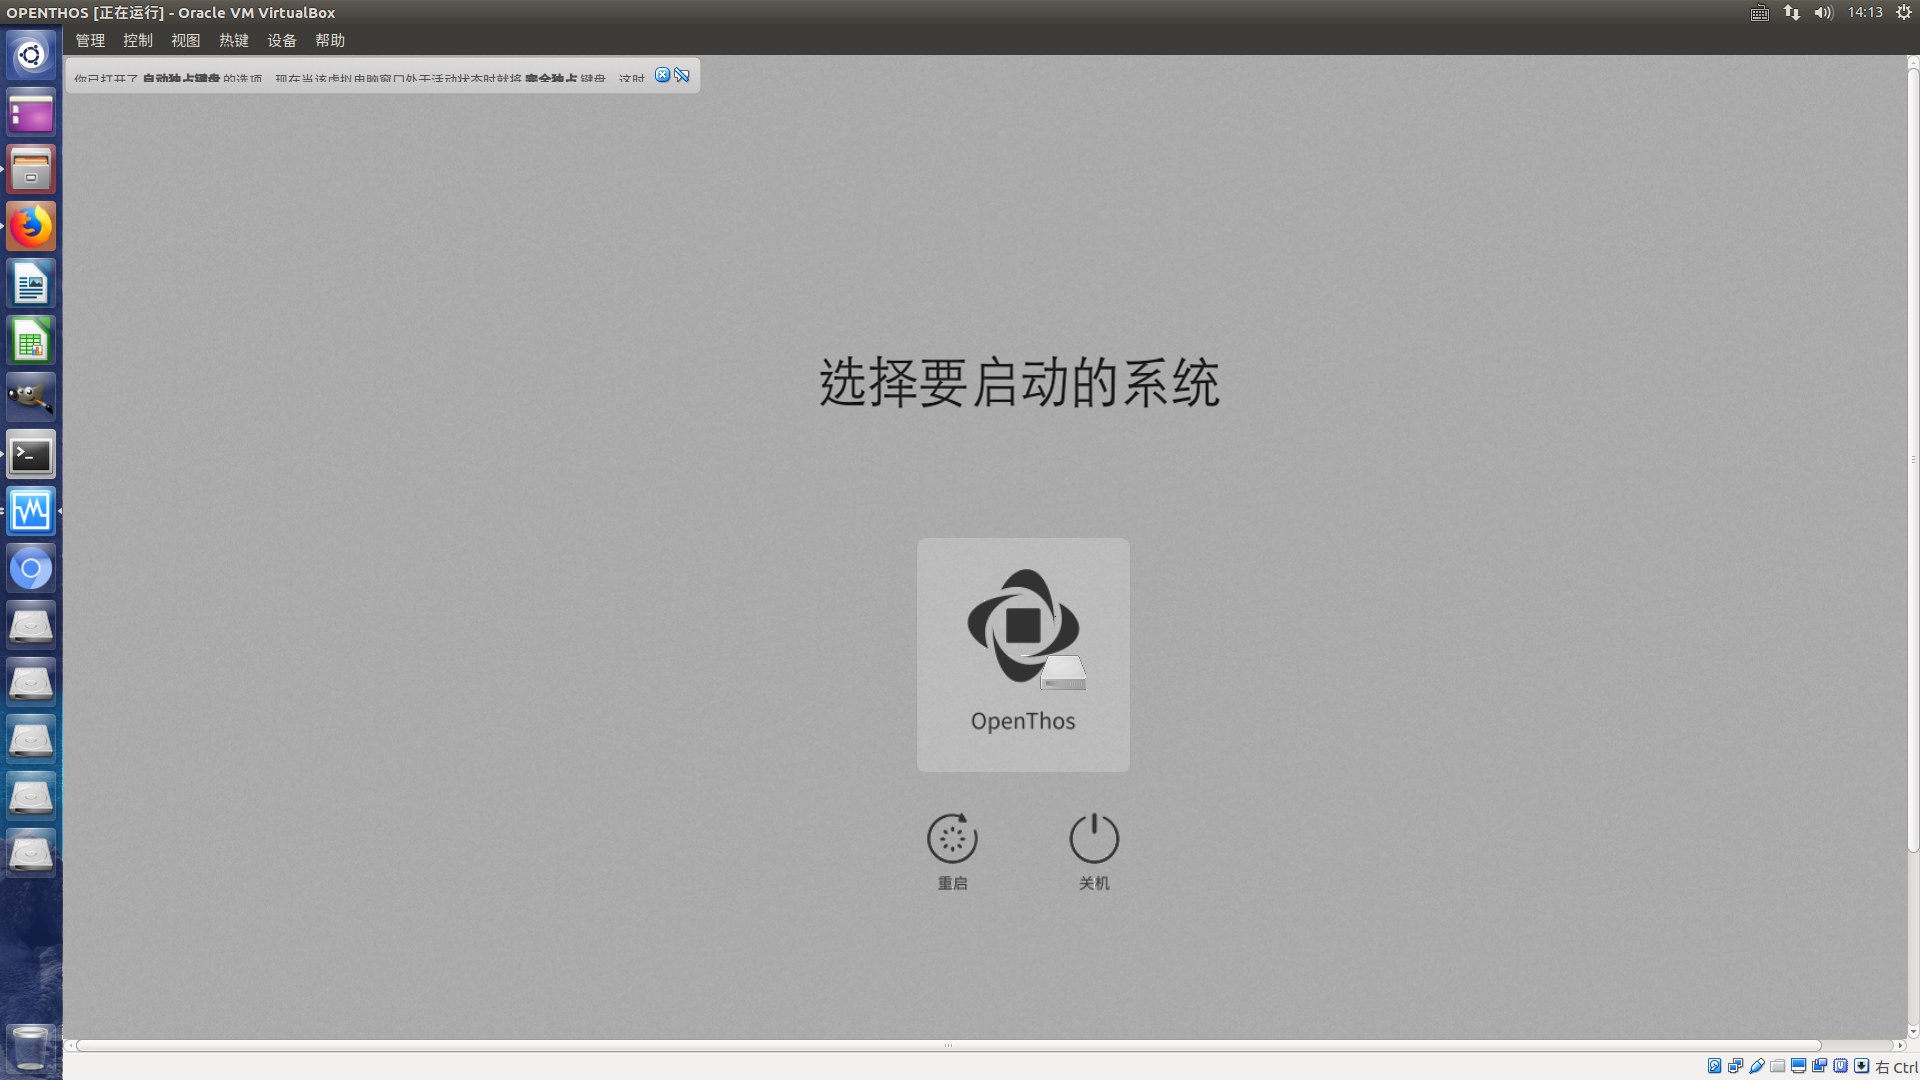 OPENTHOS [正在运行] - Oracle VM VirtualBox
14:13
管理 控制 视图 热键 设备 帮助
你已打开了 自动独占键盘 的选项。现在当该虚拟电脑窗口处于活动状态时就将 完全独占 键盘，这时
选择要启动的系统
OpenThos
重启 关机
右 Ctrl